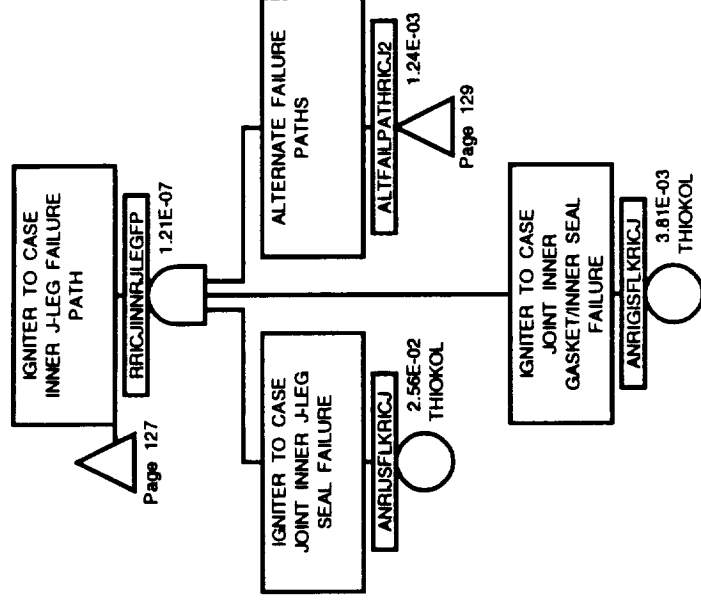 IGNITER TO CASE
INNER J-LEG FAILURE
PATH
RRICJINNRJLEGFP
1.21E-07
Page 127
IGNITER TO CASE
JOINT INNER J-LEG
SEAL FAILURE
ANRIJSFLKRICJ
2.56E-02
THIOKOL
ALTERNATE FAILURE
PATHS
ALTFAILPATHRICJ2
1.24E-03
Page 129
IGNITER TO CASE
JOINT INNER
GASKET/INNER SEAL
FAILURE
ANRIGISFLKRICJ
3.81E-03
THIOKOL